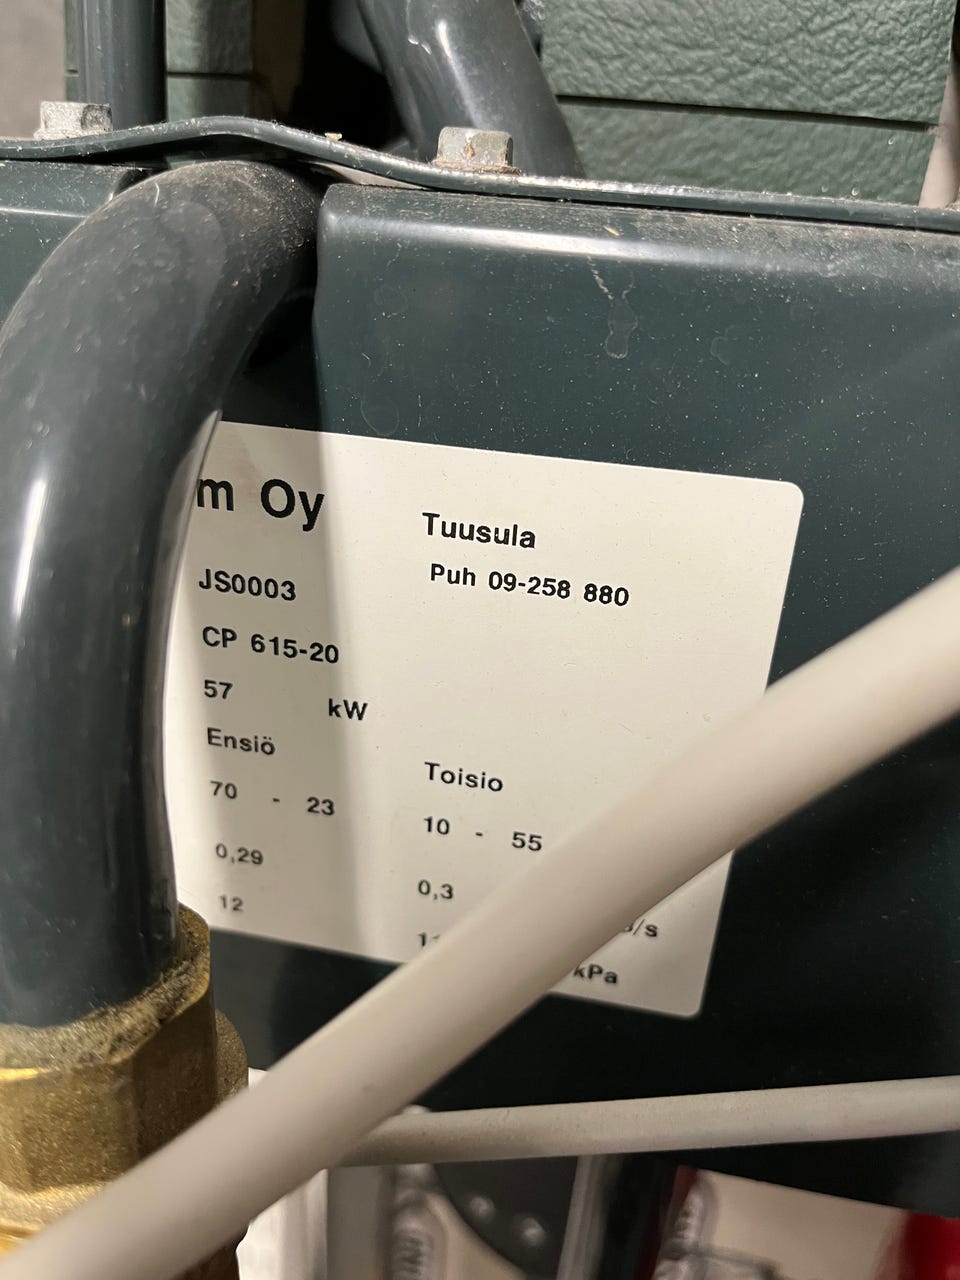 m Oy Tuusula
Puh 09-258 880
JS0003
CP 615-20
57 kW
Ensiö Toisio
70 - 23 10 - 55
0,29 0,3 /s
12 kPa